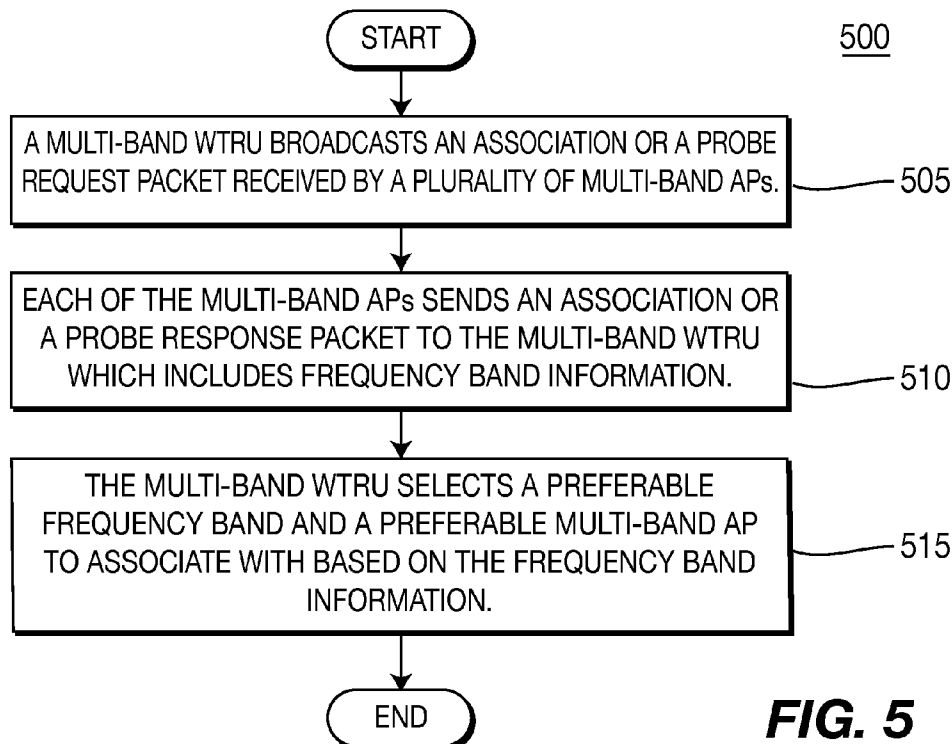 START
500
A MULTI-BAND WTRU BROADCASTS AN ASSOCIATION OR A PROBE
REQUEST PACKET RECEIVED BY A PLURALITY OF MULTI-BAND APs.
505
EACH OF THE MULTI-BAND APs SENDS AN ASSOCIATION OR
A PROBE RESPONSE PACKET TO THE MULTI-BAND WTRU
WHICH INCLUDES FREQUENCY BAND INFORMATION.
510
THE MULTI-BAND WTRU SELECTS A PREFERABLE
FREQUENCY BAND AND A PREFERABLE MULTI-BAND AP
TO ASSOCIATE WITH BASED ON THE FREQUENCY BAND
INFORMATION.
515
END
FIG. 5